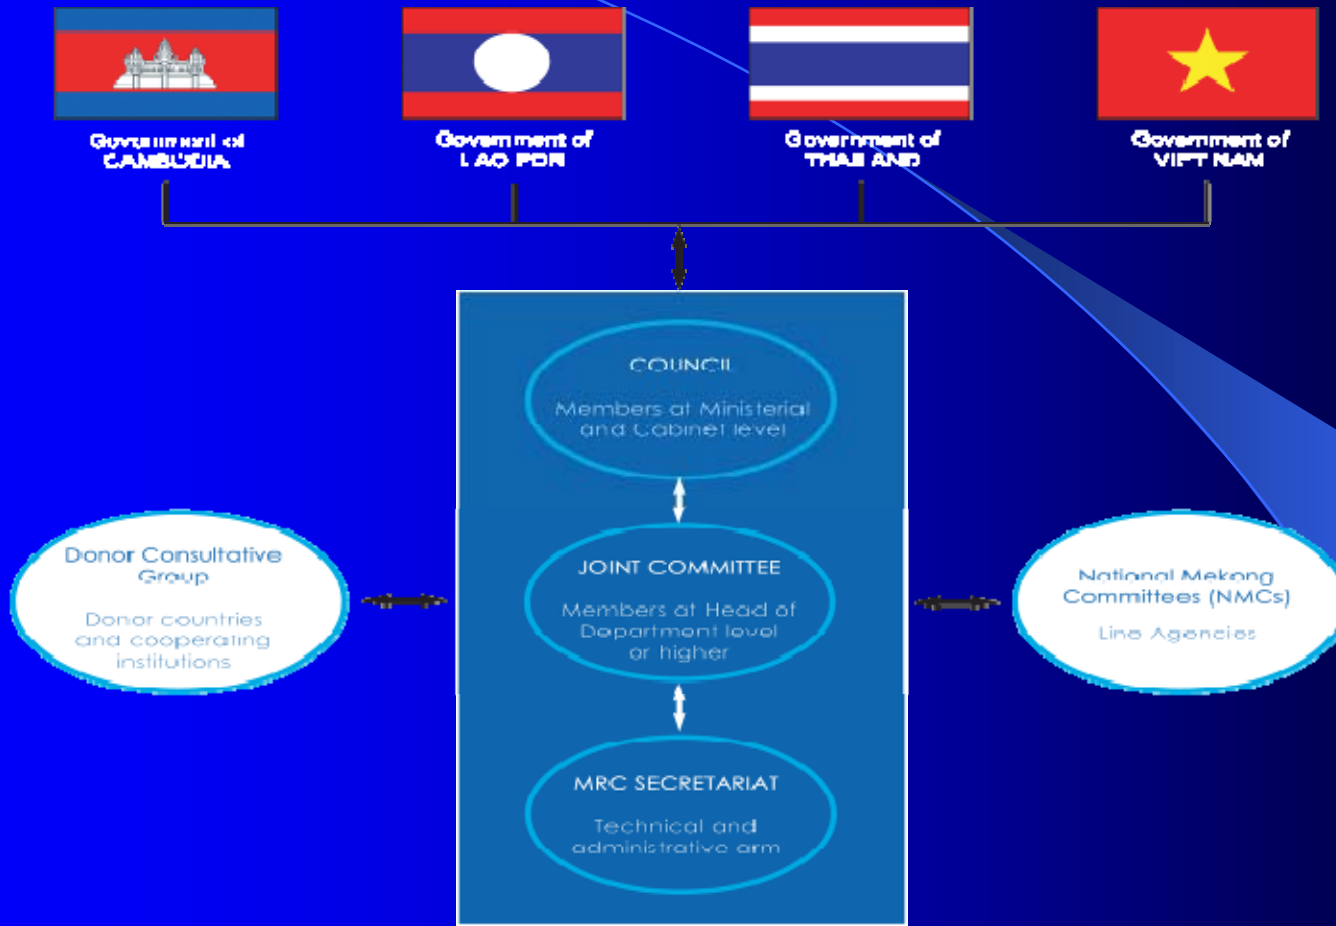 Government of
CAMBODIA
Government of
LAO PDR
Government of
THAILAND
Government of
VIET NAM
COUNCIL
Members at Ministerial
and Cabinet level
Donor Consultative
Group
Donor countries
and cooperating
institutions
JOINT COMMITTEE
Members at Head of
Department level
or higher
National Mekong
Committees (NMCs)
Line Agencies
MRC SECRETARIAT
Technical and
administrative arm